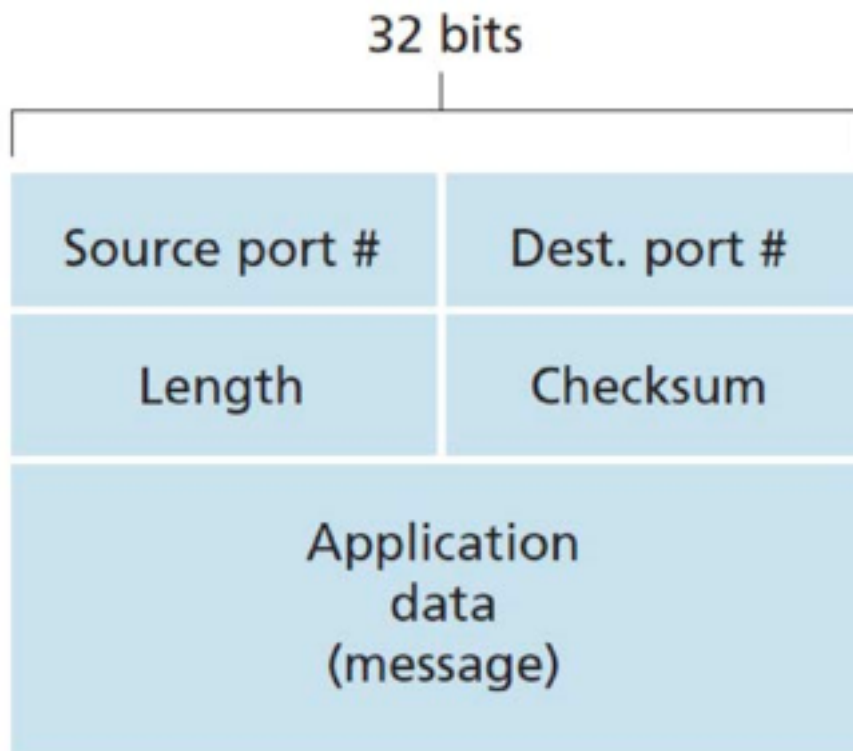 32 bits
Source port # Dest. port #
Length Checksum
Application
data
(message)